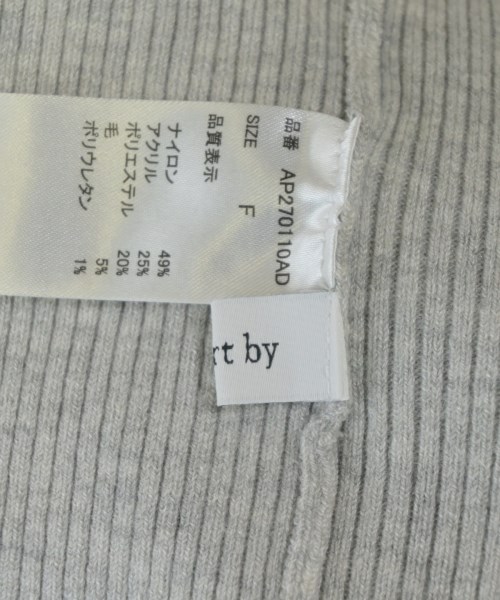 品番 AP270110AD
SIZE F
品質表示
ナイロン 49%
アクリル 25%
ポリエステル 20%
毛 5%
ポリウレタン 1%
rt by